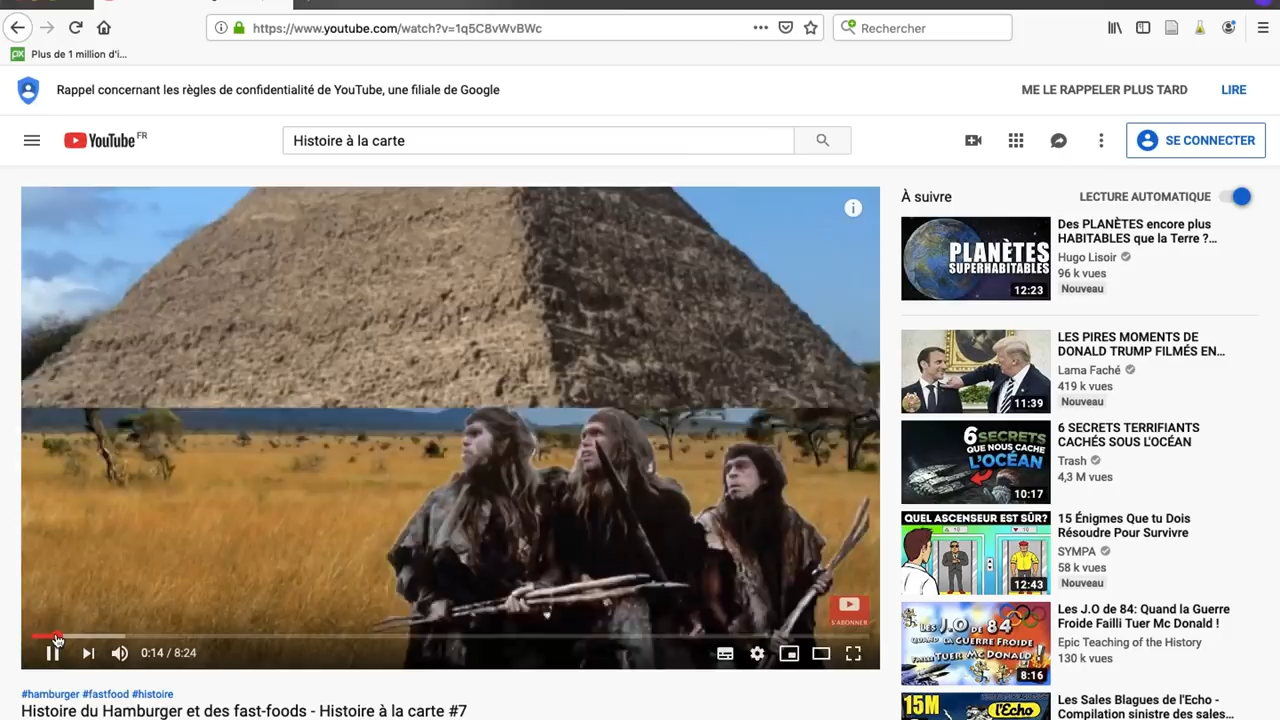 https://www.youtube.com/watch?v=1q5C8vWvBWc
Rechercher
px
Plus de 1 million d'i...
Rappel concernant les règles de confidentialité de YouTube, une filiale de Google
ME LE RAPPELER PLUS TARD
LIRE
YouTube FR
Histoire à la carte
SE CONNECTER
À suivre
LECTURE AUTOMATIQUE
PLANÈTES
SUPERHABITABLES
12:23
Des PLANÈTES encore plus
HABITABLES que la Terre ?...
Hugo Lisoir
96 k vues
Nouveau
11:39
LES PIRES MOMENTS DE
DONALD TRUMP FILMÉS EN...
Lama Faché
419 k vues
Nouveau
6 SECRETS
QUE NOUS CACHE
L'OCÉAN
10:17
6 SECRETS TERRIFIANTS
CACHÉS SOUS L'OCÉAN
Trash
4,3 M vues
QUEL ASCENSEUR EST SÛR?
12:43
15 Énigmes Que tu Dois
Résoudre Pour Survivre
SYMPA
58 k vues
Nouveau
LES J.O DE 84:
QUAND LA GUERRE FROIDE
FAILLI TUER MC DONALD !
8:16
Les J.O de 84: Quand la Guerre
Froide Failli Tuer Mc Donald !
Epic Teaching of the History
130 k vues
15M
l'Echo
Les Sales Blagues de l'Echo -
Compilation sinistre des sales...
S'ABONNER
0:14 / 8:24
#hamburger #fastfood #histoire
Histoire du Hamburger et des fast-foods - Histoire à la carte #7